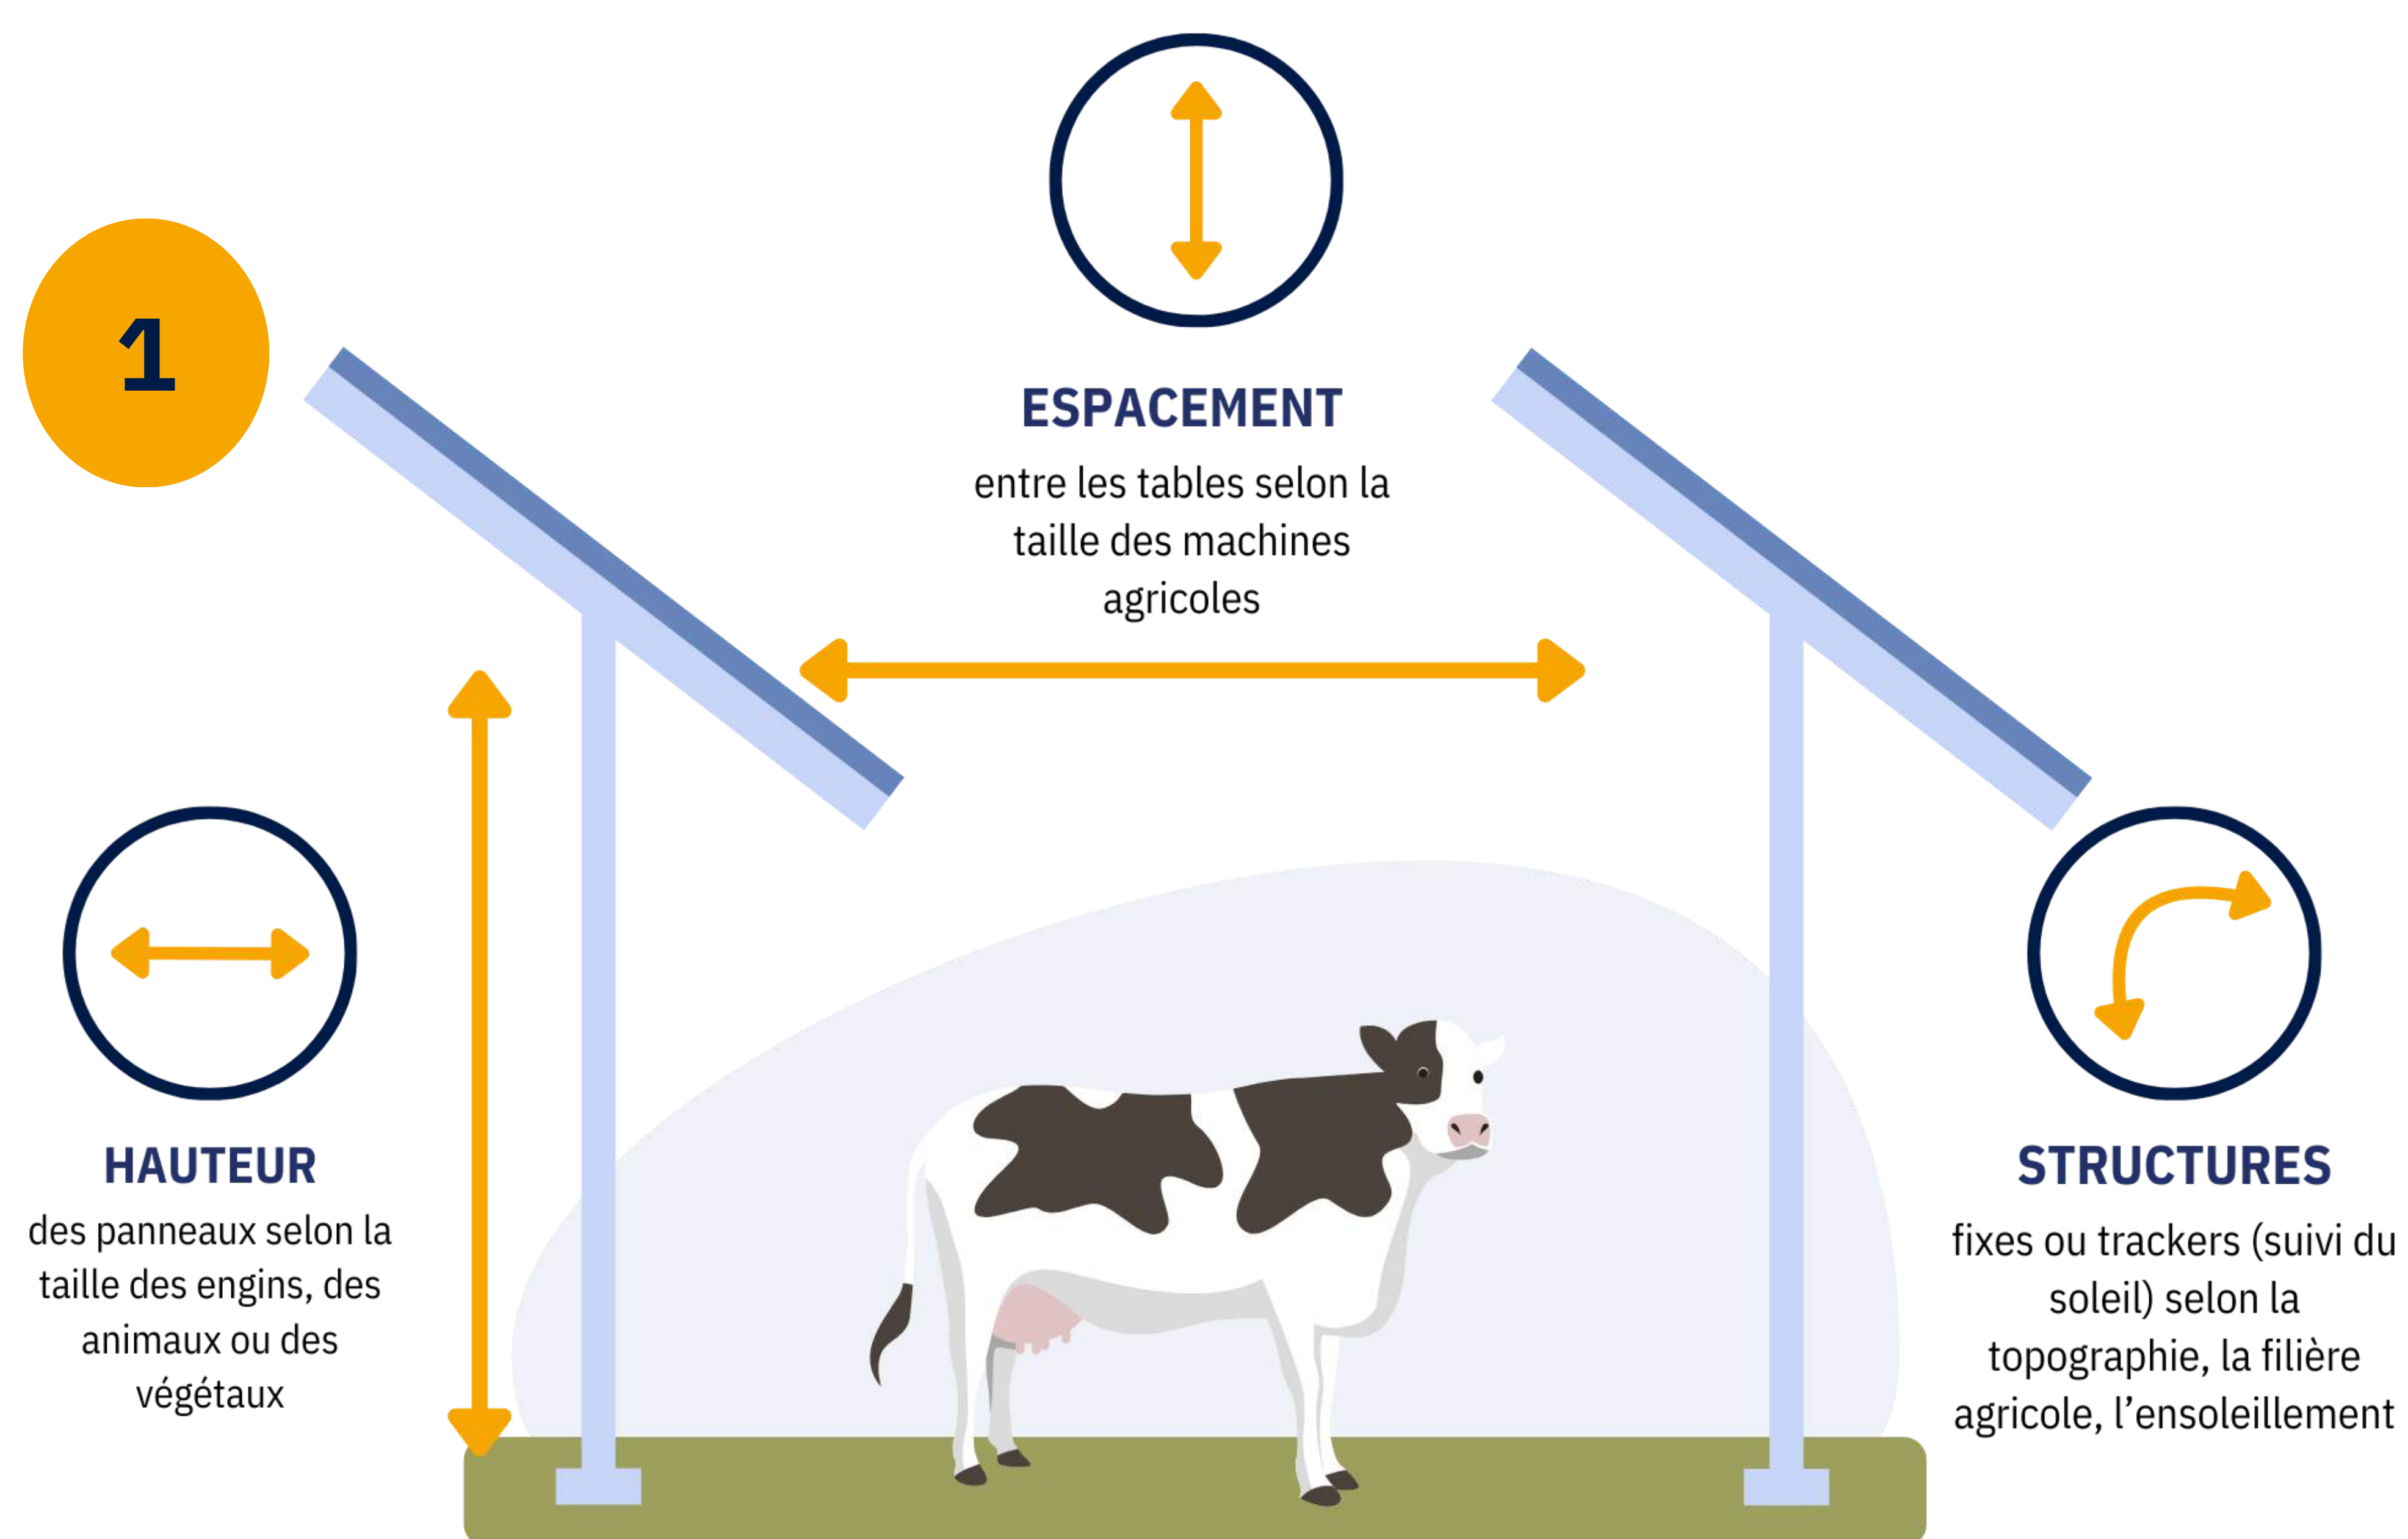 1
ESPACEMENT
entre les tables selon la
taille des machines
agricoles
HAUTEUR
des panneaux selon la
taille des engins, des
animaux ou des
végétaux
STRUCTURES
fixes ou trackers (suivi du
soleil) selon la
topographie, la filière
agricole, l’ensoleillement